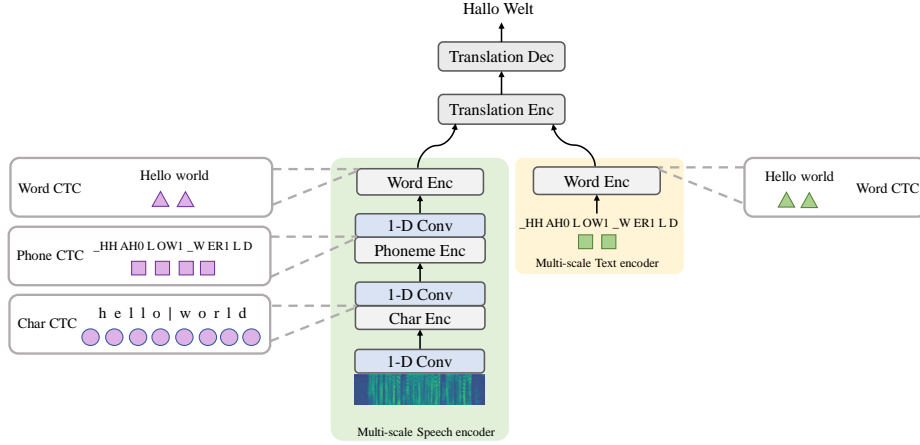 Hallo Welt
Translation Dec
Translation Enc
Word CTC
Hello world
Word Enc
1-D Conv
Phone CTC
_HH AH0 L OW1 _W ER1 L D
Phoneme Enc
1-D Conv
Char CTC
h e l l o | w o r l d
Char Enc
1-D Conv
Multi-scale Speech encoder
Word Enc
_HH AH0 L OW1 _W ER1 L D
Multi-scale Text encoder
Hello world
Word CTC